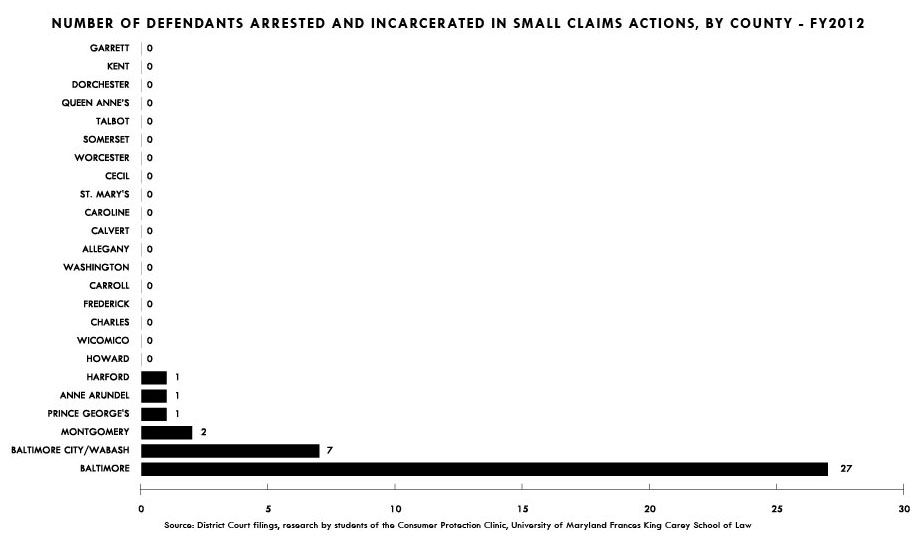 NUMBER OF DEFENDANTS ARRESTED AND INCARCERATED IN SMALL CLAIMS ACTIONS, BY COUNTY - FY2012
GARRETT 0
KENT 0
DORCHESTER 0
QUEEN ANNE'S 0
TALBOT 0
SOMERSET 0
WORCESTER 0
CECIL 0
ST. MARY'S 0
CAROLINE 0
CALVERT 0
ALLEGANY 0
WASHINGTON 0
CARROLL 0
FREDERICK 0
CHARLES 0
WICOMICO 0
HOWARD 0
HARFORD 1
ANNE ARUNDEL 1
PRINCE GEORGE'S 1
MONTGOMERY 2
BALTIMORE CITY/WABASH 7
BALTIMORE 27
0 5 10 15 20 25 30
Source: District Court filings, research by students of the Consumer Protection Clinic, University of Maryland Frances King Carey School of Law